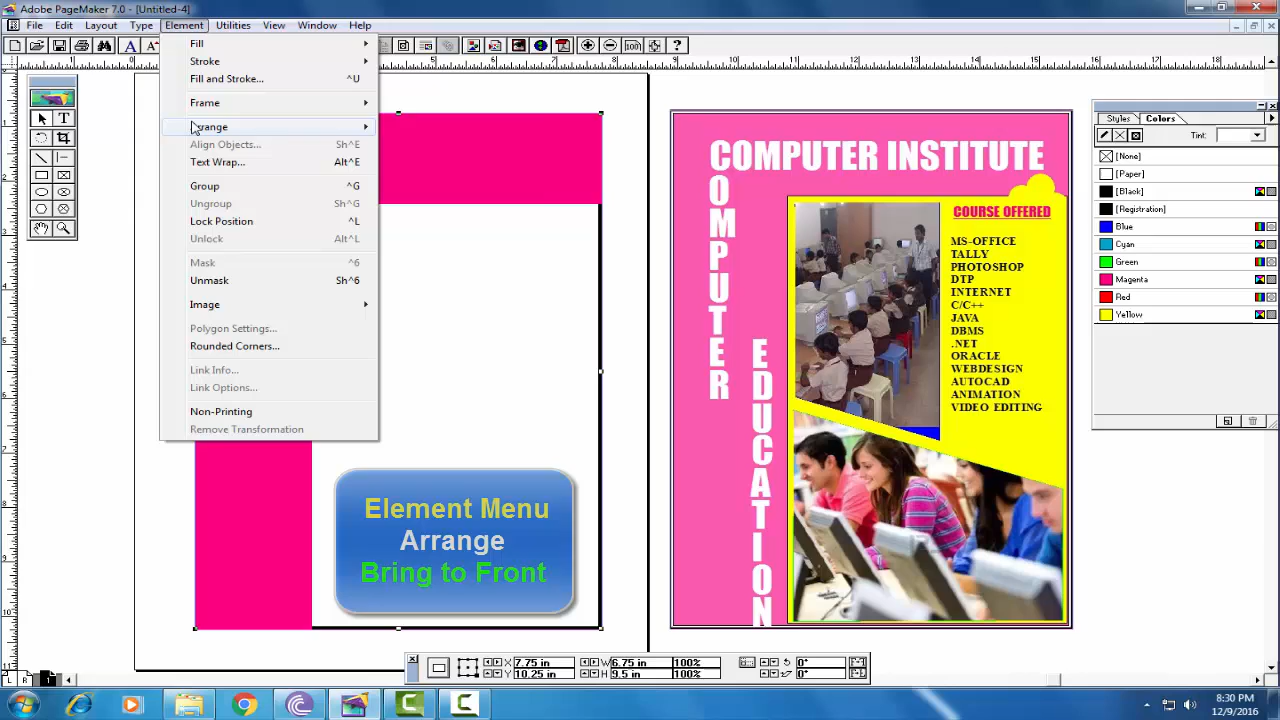 Adobe PageMaker 7.0 - [Untitled-4]
File Edit Layout Type Element Utilities View Window Help
Fill
Stroke
Fill and Stroke... ^U
Frame
Arrange
Align Objects... Sh^E
Text Wrap... Alt^E
Group ^G
Ungroup Sh^G
Lock Position ^L
Unlock Alt^L
Mask ^6
Unmask Sh^6
Image
Polygon Settings...
Rounded Corners...
Link Info...
Link Options...
Non-Printing
Remove Transformation
Element Menu
Arrange
Bring to Front
COMPUTER INSTITUTE
COMPUTER
EDUCATION
COURSE OFFERED
MS-OFFICE
TALLY
PHOTOSHOP
DTP
INTERNET
C/C++
JAVA
DBMS
.NET
ORACLE
WEBDESIGN
AUTOCAD
ANIMATION
VIDEO EDITING
Styles Colors
Tint:
[None]
[Paper]
[Black]
[Registration]
Blue
Cyan
Green
Magenta
Red
Yellow
X 7.75 in W 6.75 in 100% 0°
Y 10.25 in H 9.5 in 100% 0°
L R 1
8:30 PM
12/9/2016